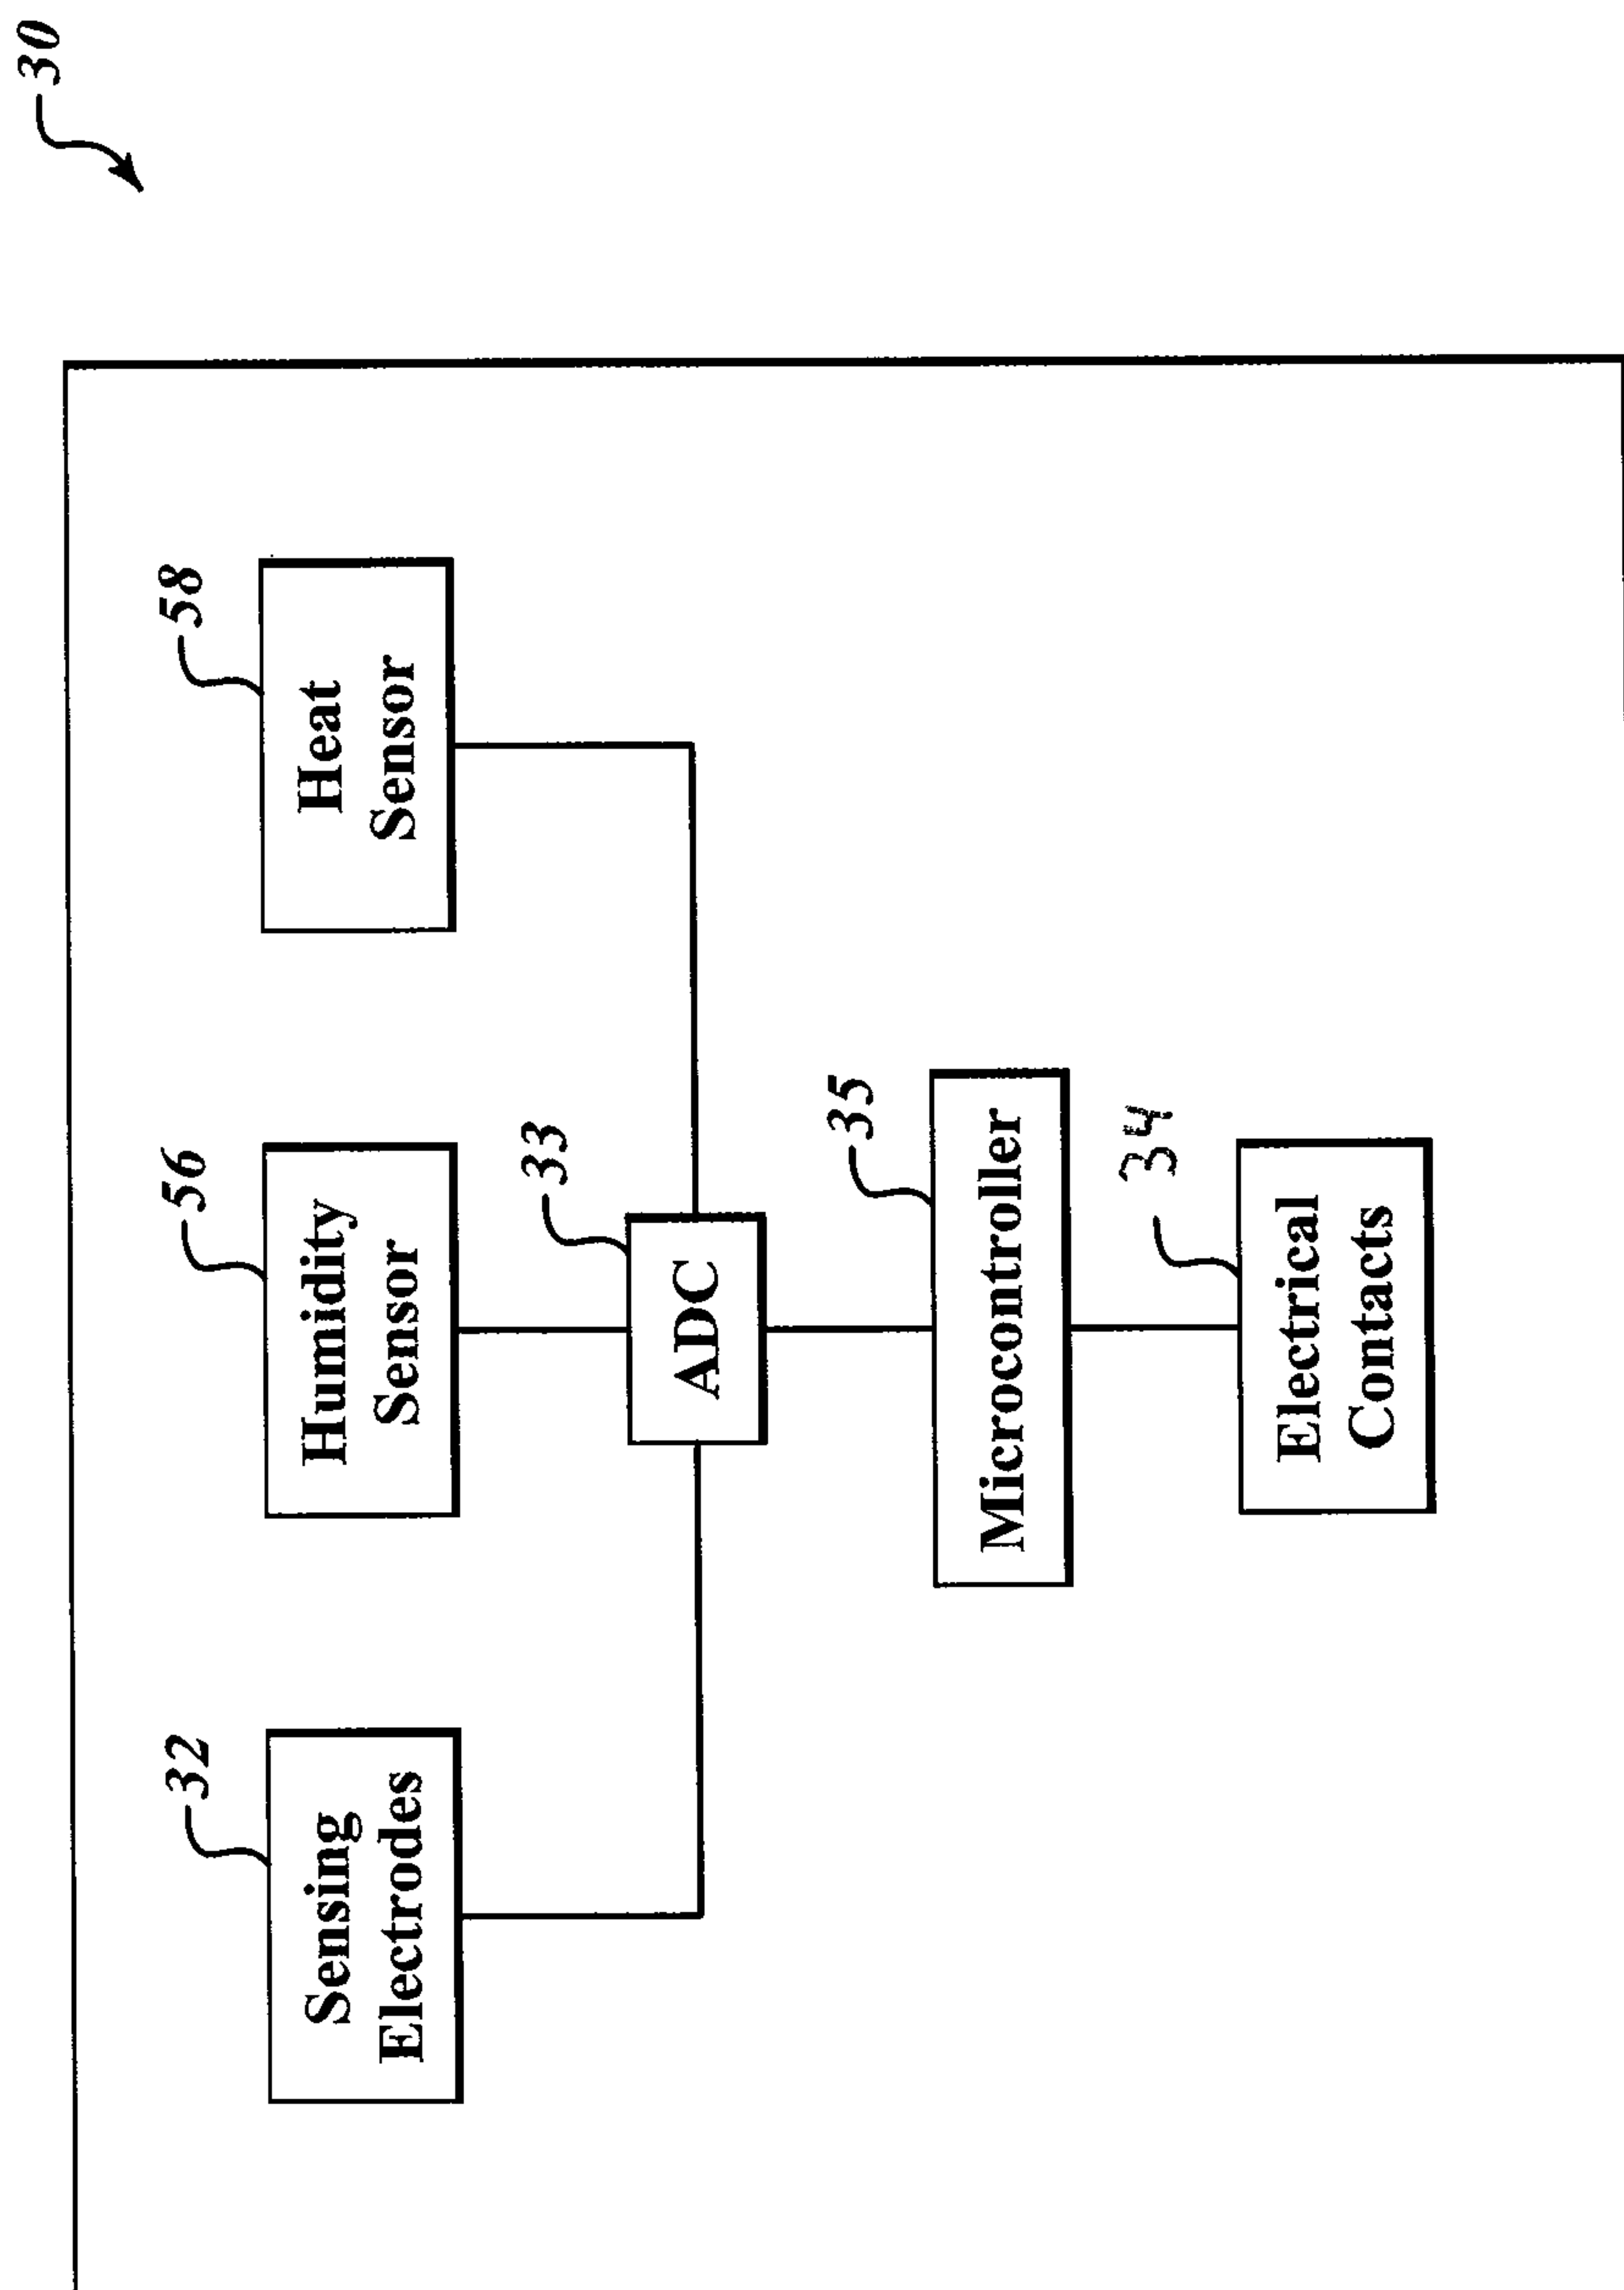 30
32
Sensing
Electrodes
56
Humidity
Sensor
58
Heat
Sensor
33
ADC
35
Microcontroller
34
Electrical
Contacts